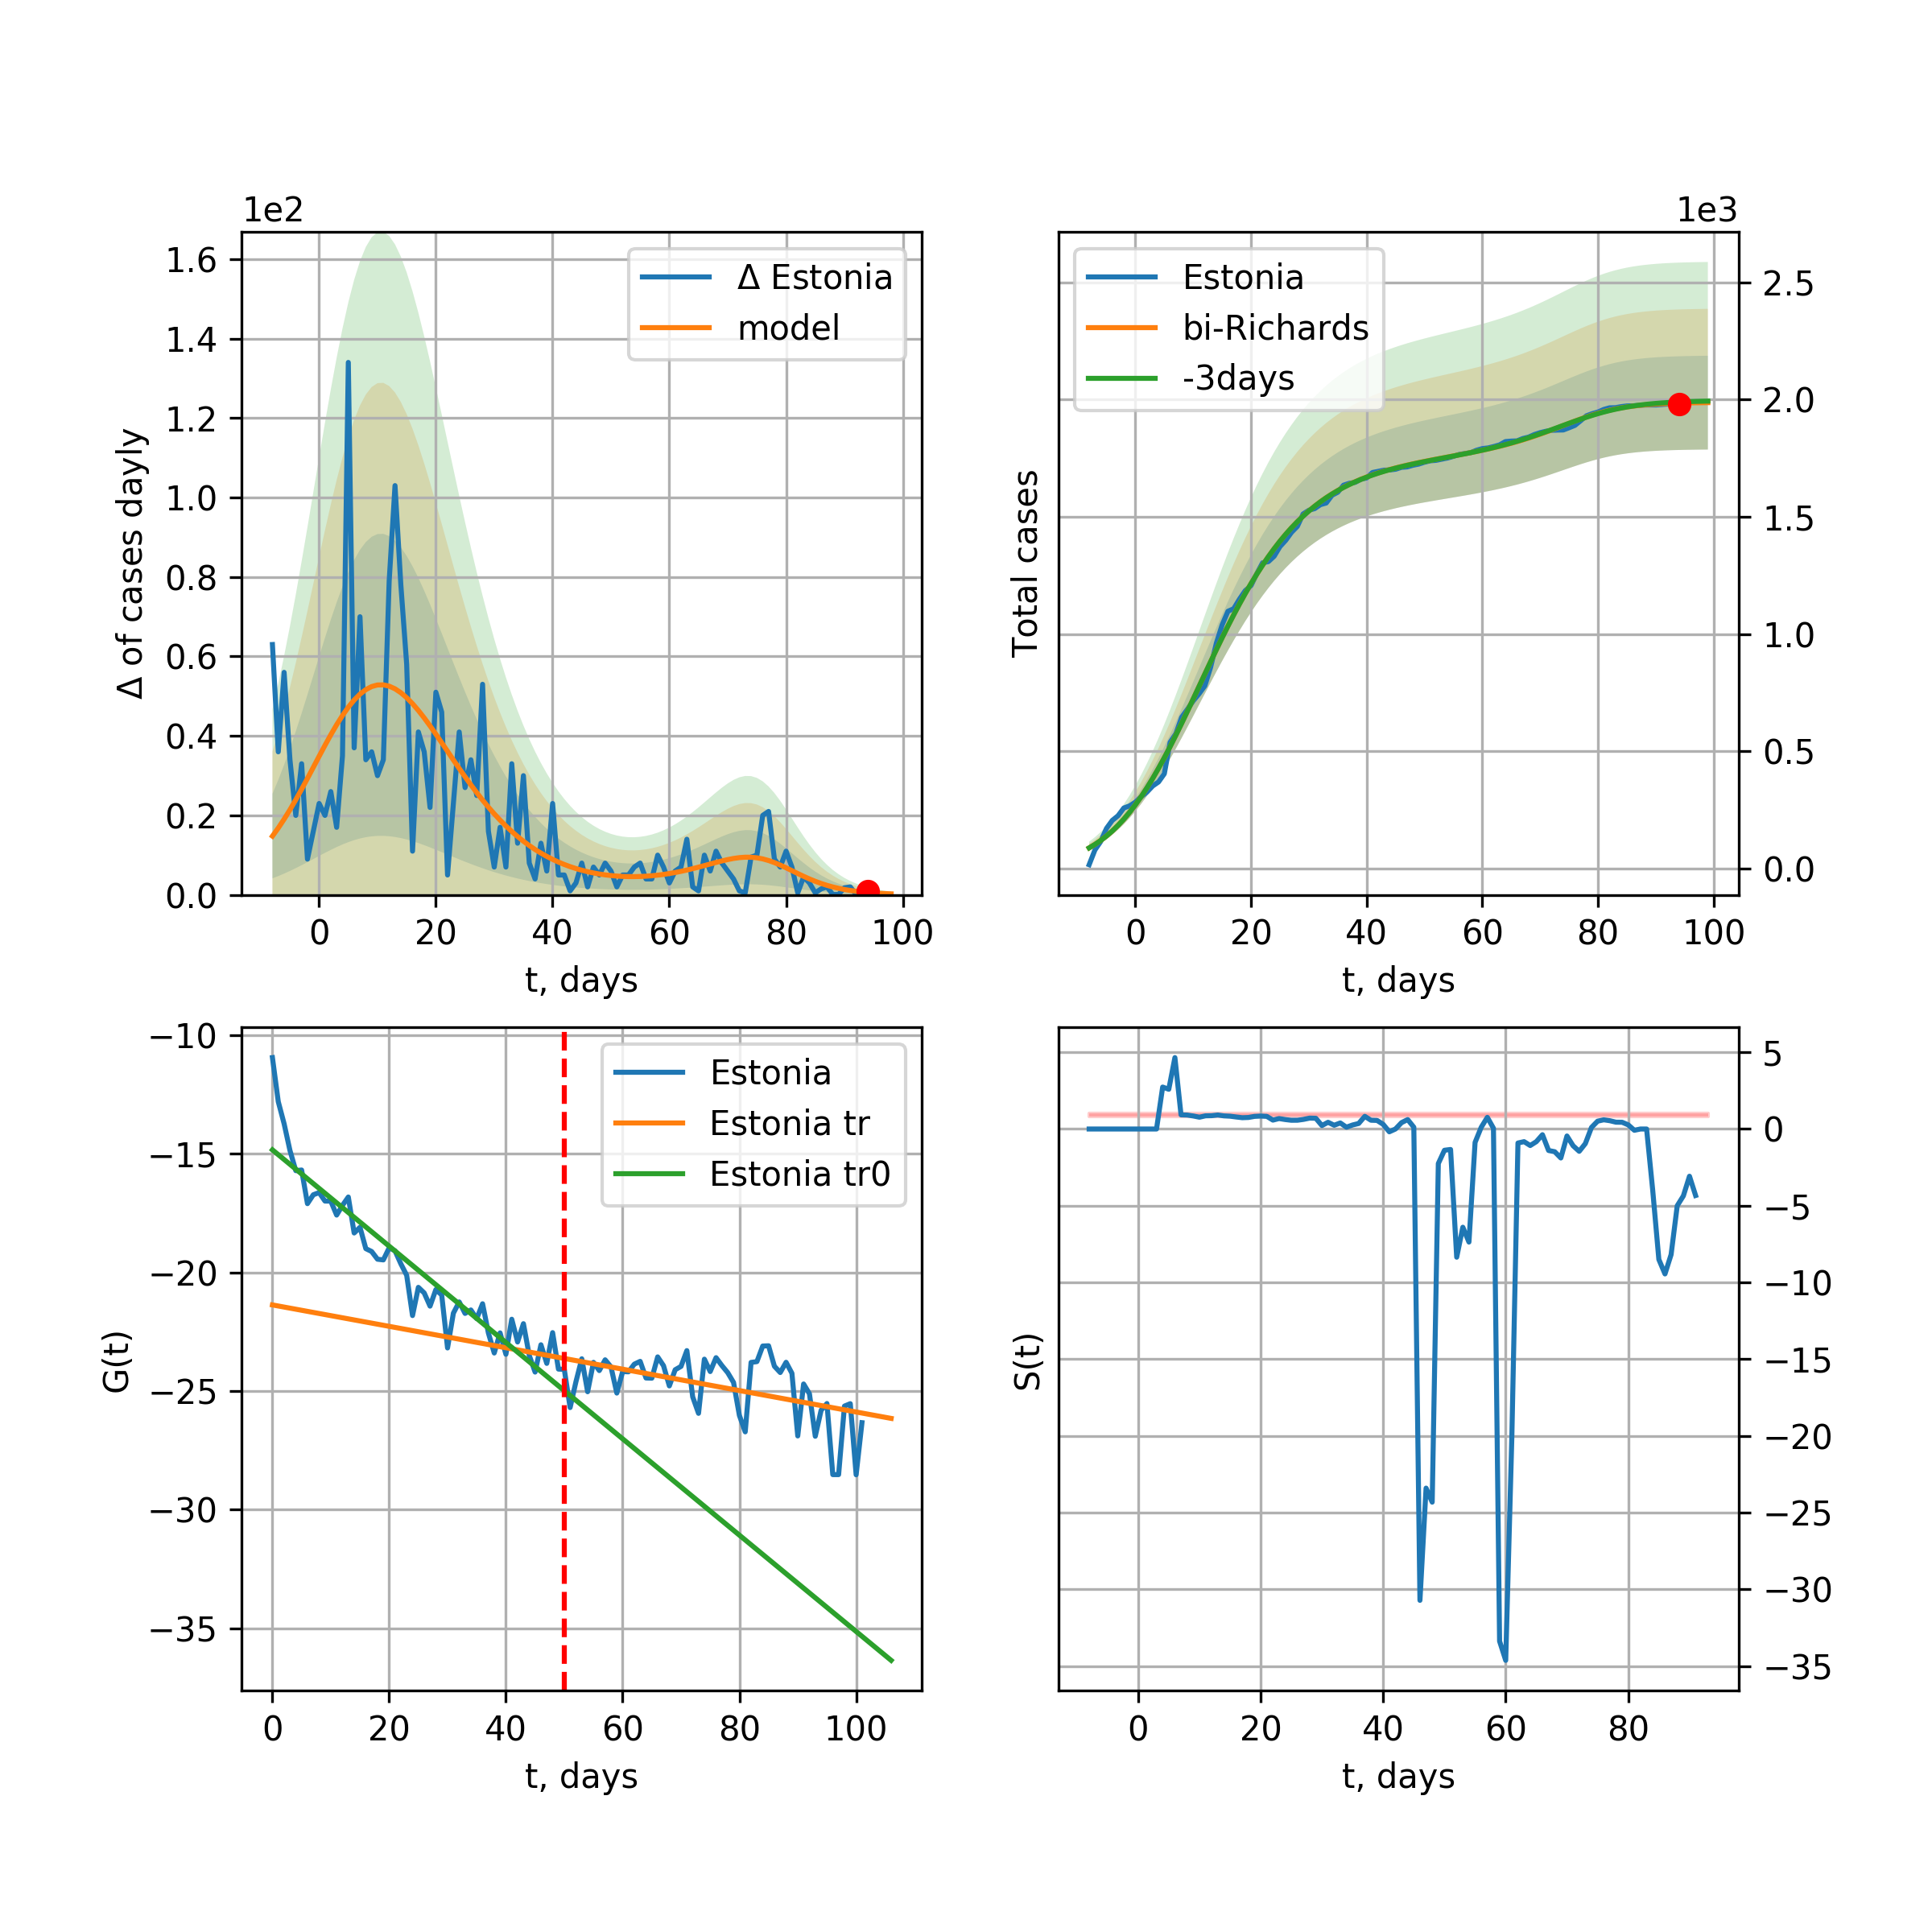 1e2
Δ of cases dayly
1.6
1.4
1.2
1.0
0.8
0.6
0.4
0.2
0.0
0 20 40 60 80 100
t, days
Δ Estonia
model
1e3
Total cases
2.5
2.0
1.5
1.0
0.5
0.0
0 20 40 60 80 100
t, days
Estonia
bi-Richards
-3days
G(t)
−10
−15
−20
−25
−30
−35
0 20 40 60 80 100
t, days
Estonia
Estonia tr
Estonia tr0
S(t)
5
0
−5
−10
−15
−20
−25
−30
−35
0 20 40 60 80
t, days